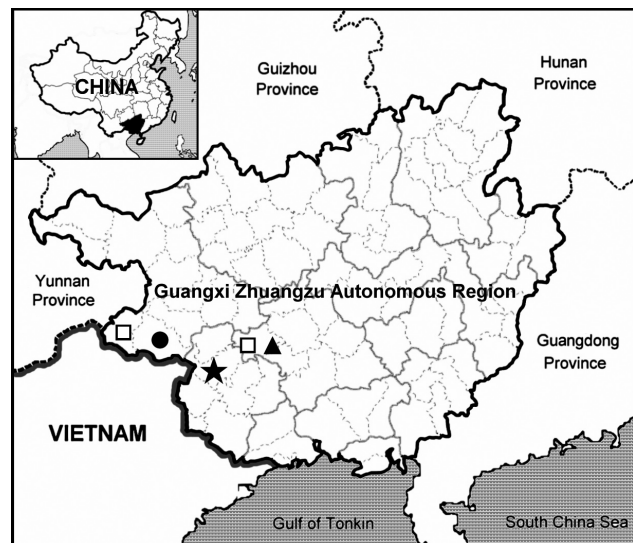 CHINA
Guizhou
Province
Hunan
Province
Yunnan
Province
Guangxi Zhuangzu Autonomous Region
Guangdong
Province
VIETNAM
Gulf of Tonkin
South China Sea